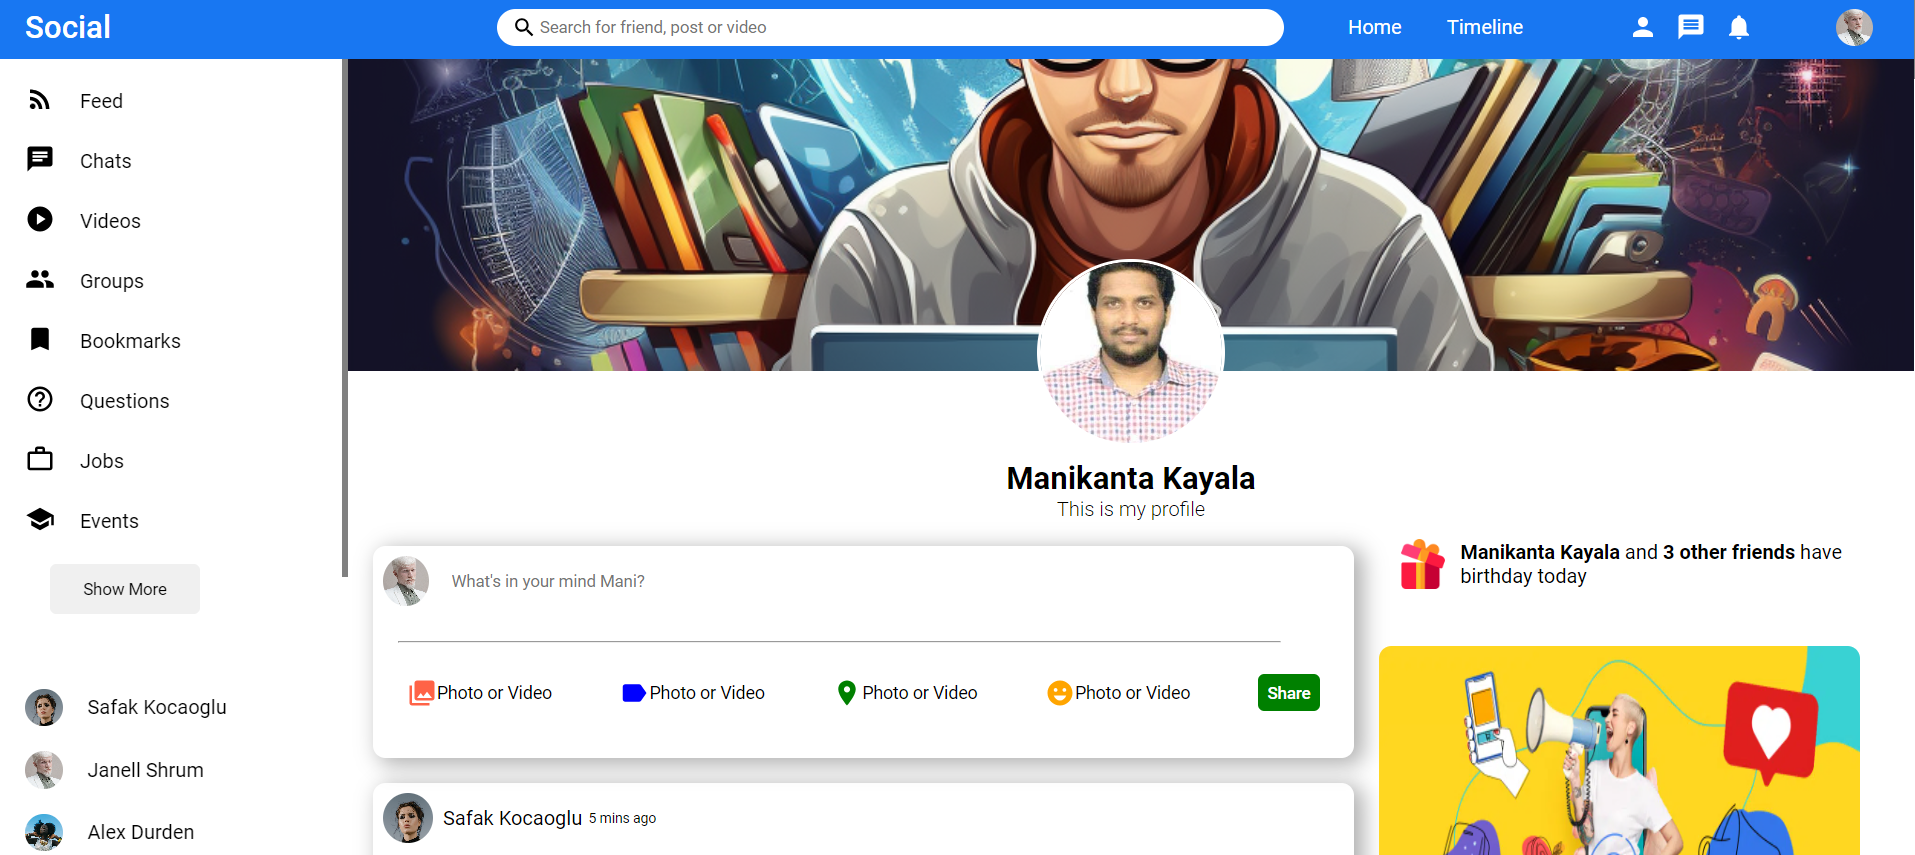 Social
Search for friend, post or video
Home
Timeline
Feed
Chats
Videos
Groups
Bookmarks
Questions
Jobs
Events
Show More
Safak Kocaoglu
Janell Shrum
Alex Durden
Manikanta Kayala
This is my profile
What's in your mind Mani?
Photo or Video
Photo or Video
Photo or Video
Photo or Video
Share
Safak Kocaoglu 5 mins ago
Manikanta Kayala and 3 other friends have
birthday today